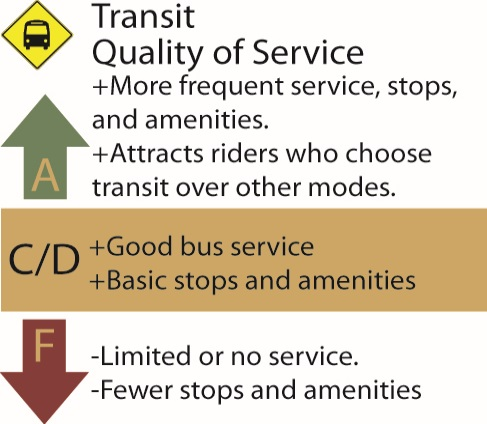 Transit
Quality of Service
+More frequent service, stops,
and amenities.
+Attracts riders who choose
transit over other modes.
A
C/D
+Good bus service
+Basic stops and amenities
F
-Limited or no service.
-Fewer stops and amenities